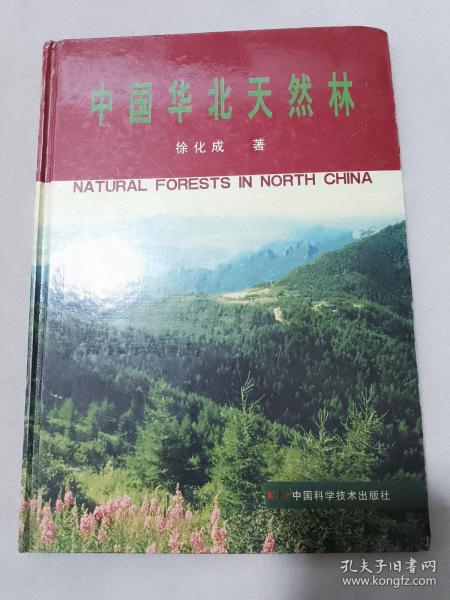 中国华北天然林
徐化成 著
NATURAL FORESTS IN NORTH CHINA
中国科学技术出版社
孔夫子旧书网
www.kongfz.com